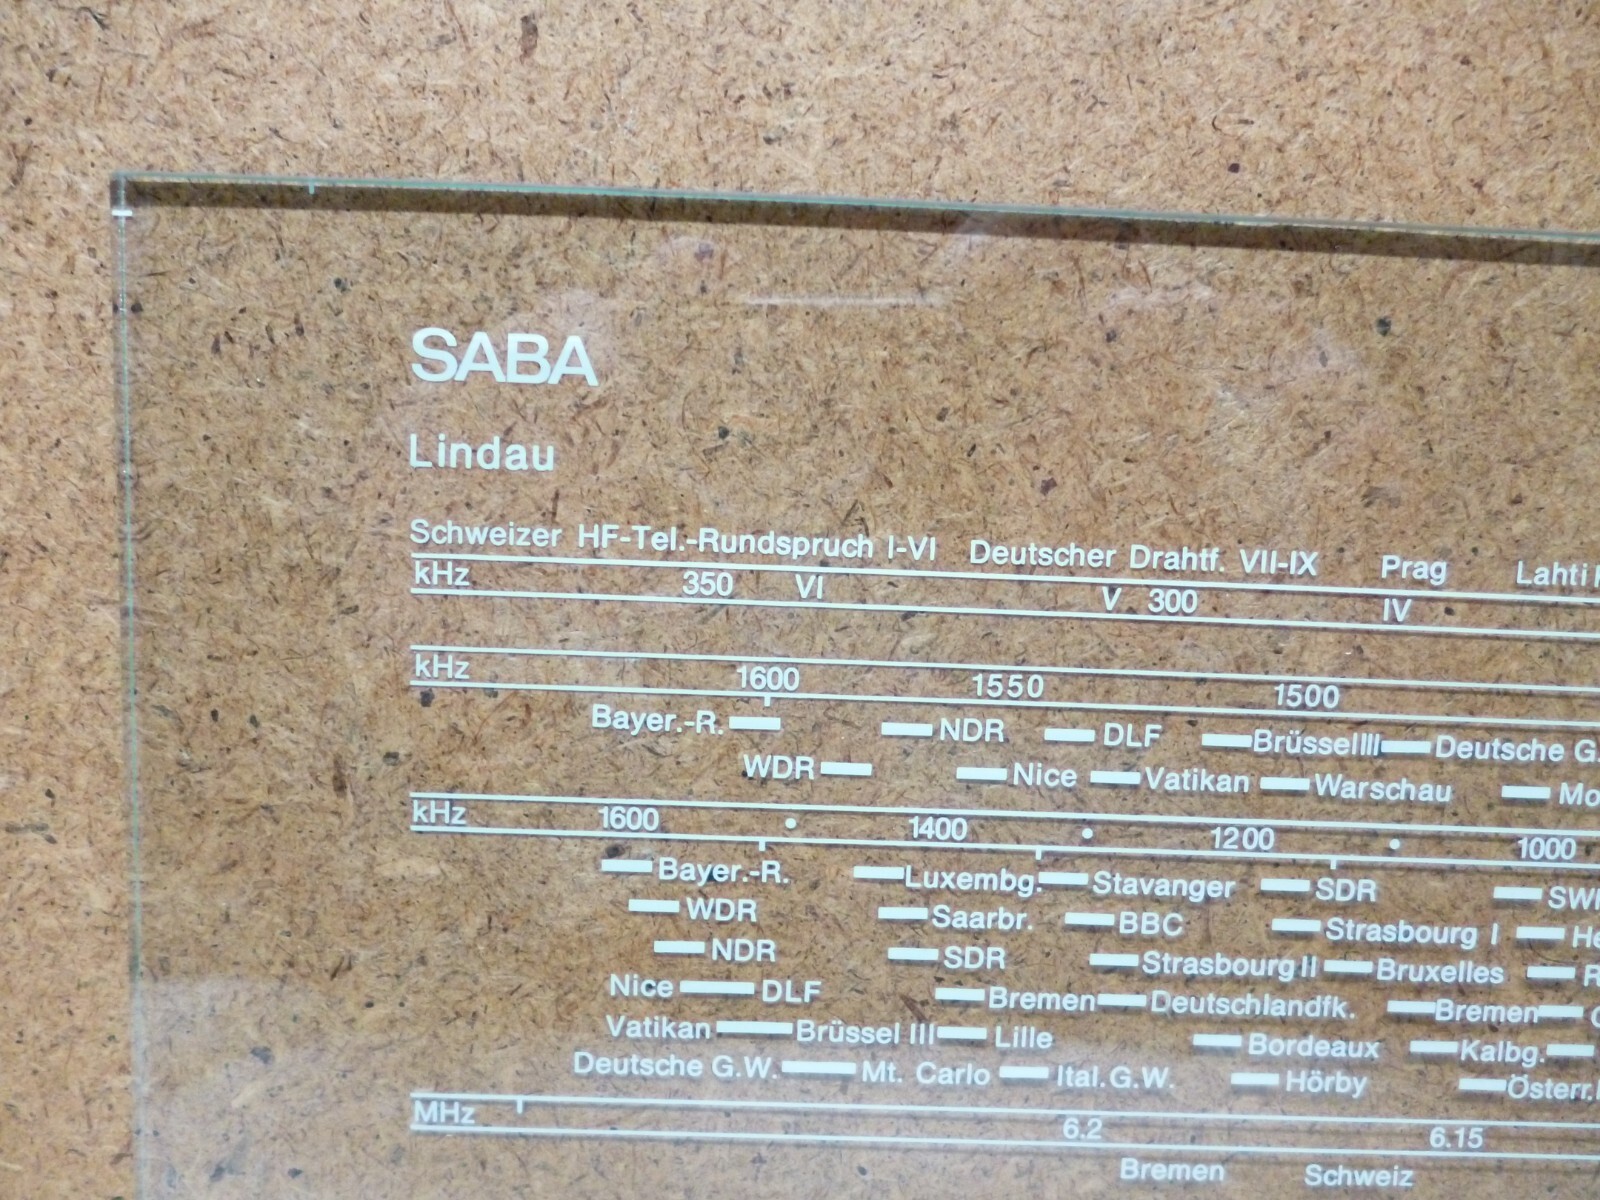 SABA
Lindau
Schweizer HF-Tel.-Rundspruch I-VI Deutscher Drahtf. VII-IX Prag Lahti
kHz 350 VI V 300 IV
kHz 1600 1550 1500
Bayer.-R. NDR DLF Brüssel III Deutsche G.
WDR Nice Vatikan Warschau Mo
kHz 1600 • 1400 • 1200 • 1000
Bayer.-R. Luxembg. Stavanger SDR SW
WDR Saarbr. BBC Strasbourg I He
NDR SDR Strasbourg II Bruxelles R
Nice DLF Bremen Deutschlandfk. Bremen
Vatikan Brüssel III Lille Bordeaux Kalbg.
Deutsche G.W. Mt. Carlo Ital.G.W. Hörby Österr.
MHz 6.2 6.15
Bremen Schweiz